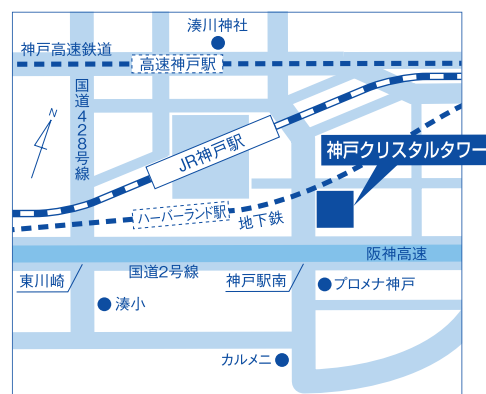 湊川神社
神戸高速鉄道
高速神戸駅
国道428号線
N
JR神戸駅
神戸クリスタルタワー
ハーバーランド駅
地下鉄
阪神高速
国道2号線
東川崎
神戸駅南
プロメナ神戸
湊小
カルメニ